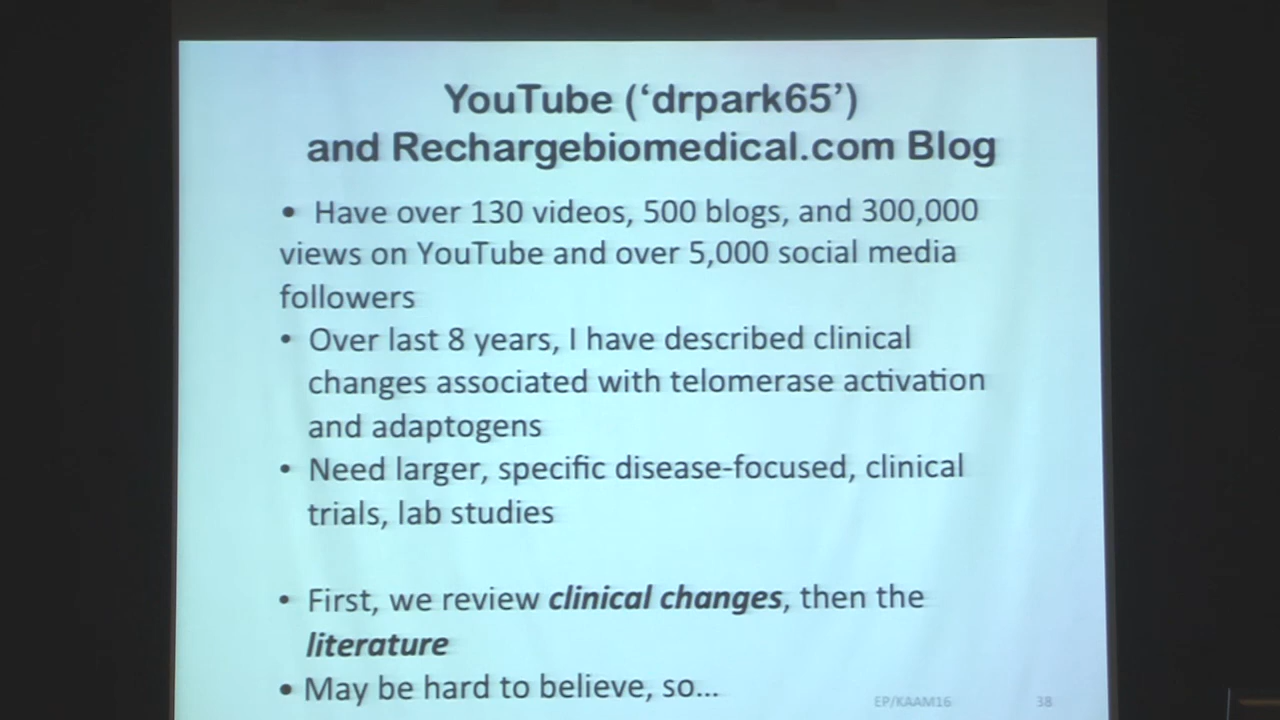 YouTube (‘drpark65’)
and Rechargebiomedical.com Blog
• Have over 130 videos, 500 blogs, and 300,000
views on YouTube and over 5,000 social media
followers
• Over last 8 years, I have described clinical
changes associated with telomerase activation
and adaptogens
• Need larger, specific disease-focused, clinical
trials, lab studies
• First, we review clinical changes, then the
literature
• May be hard to believe, so...
EP/KAAM16 38